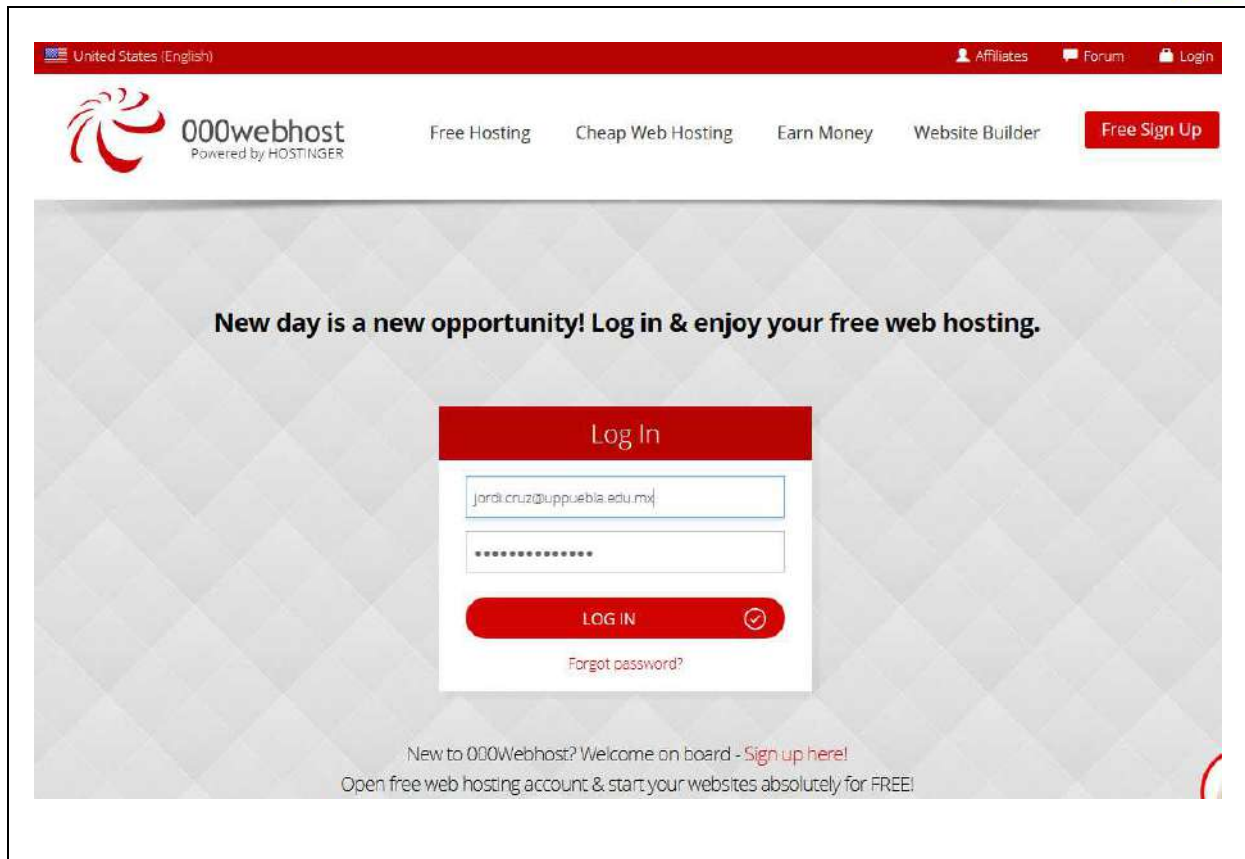 United States (English)
Affiliates
Forum
Login
000webhost
Powered by HOSTINGER
Free Hosting
Cheap Web Hosting
Earn Money
Website Builder
Free Sign Up
New day is a new opportunity! Log in & enjoy your free web hosting.
Log In
jordi.cruz@uppuebla.edu.mx
••••••••••••••
LOG IN
Forgot password?
New to 000Webhost? Welcome on board - Sign up here!
Open free web hosting account & start your websites absolutely for FREE!